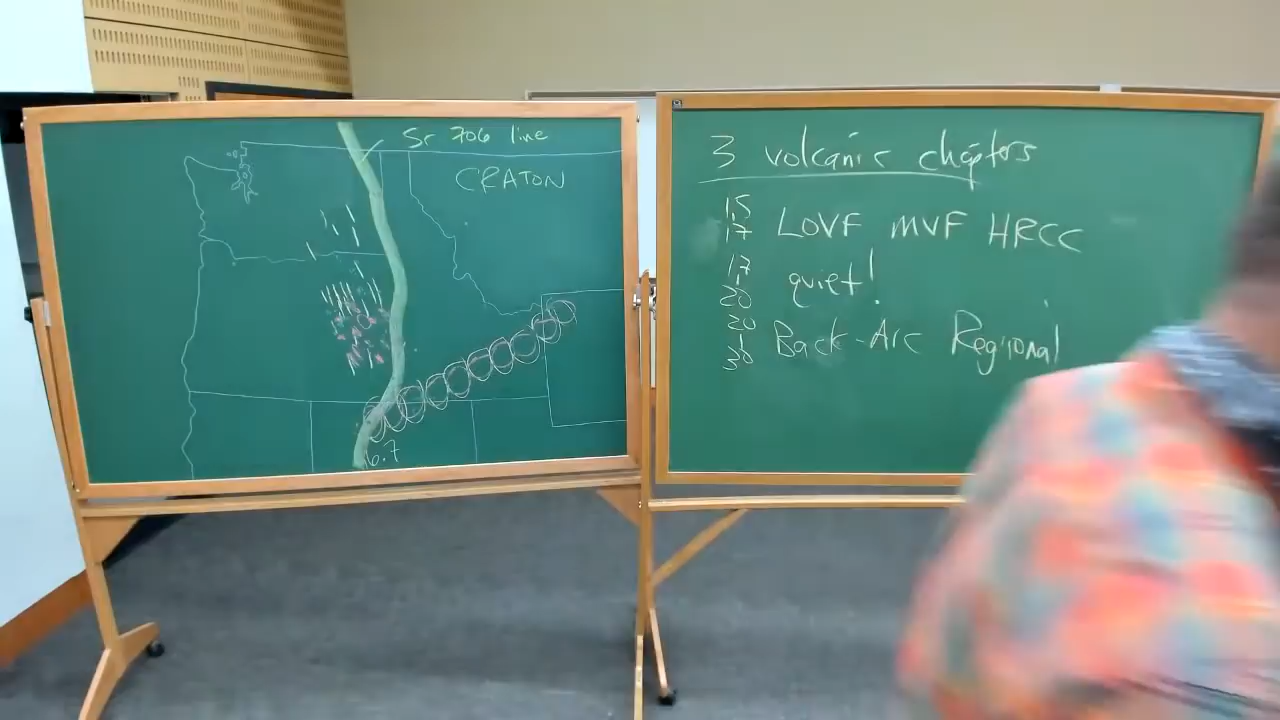 Sr 706 line
CRATON
16.7
3 volcanic chapters
15
17 LOVF MVF HRCC
17
20 quiet!
20
30 Back-Arc Regional